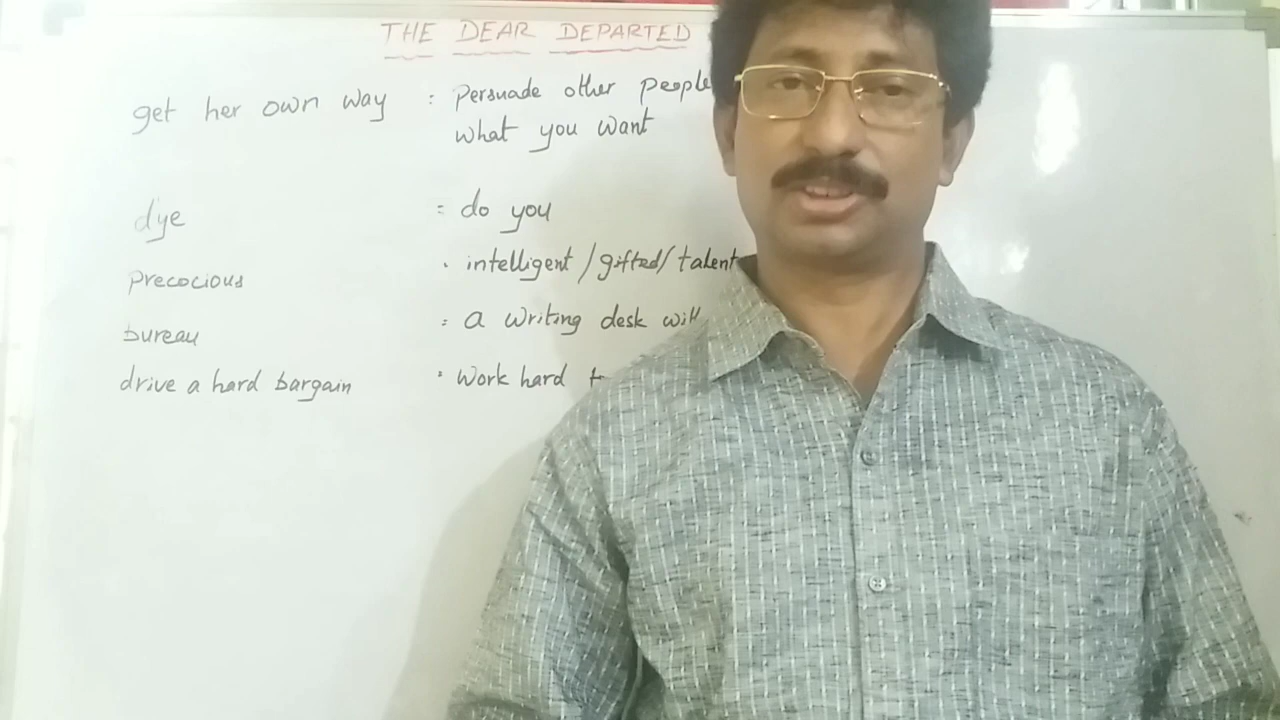 THE DEAR DEPARTED
get her own way : Persuade other people
what you want
d'ye = do you
Precocious . intelligent / gifted / talent
bureau = a writing desk with
drive a hard bargain . Work hard